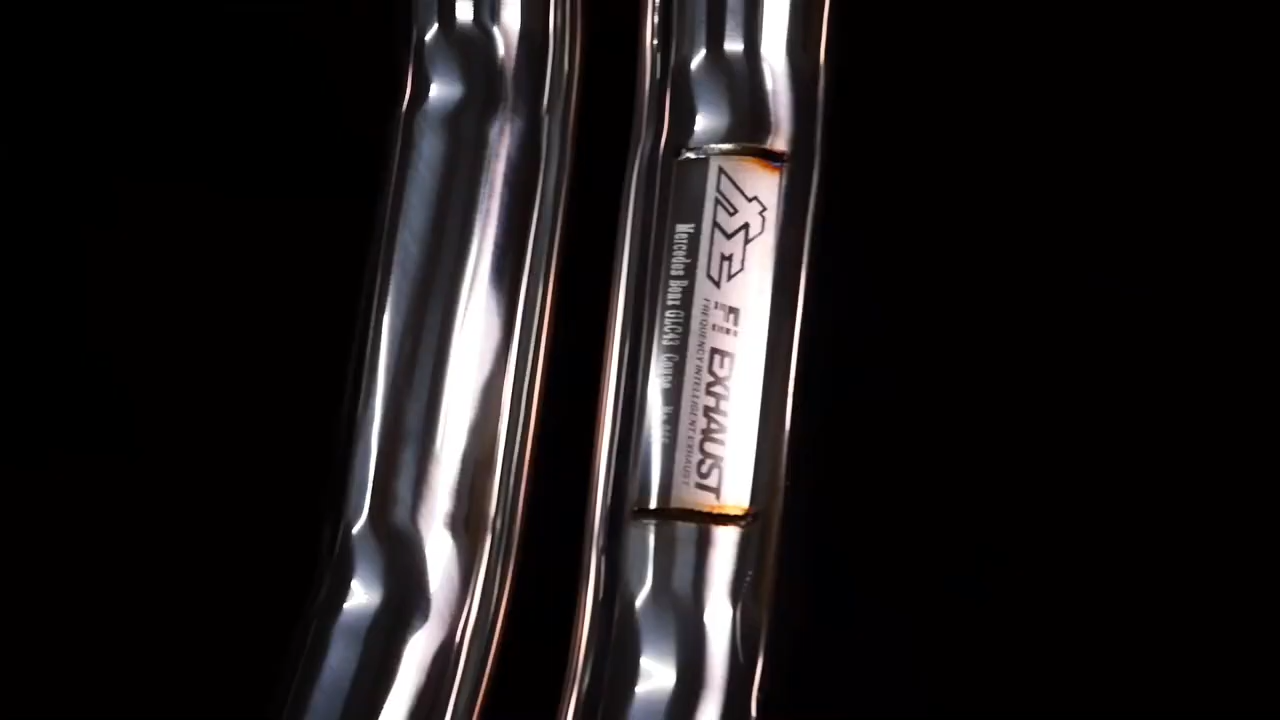 Fi EXHAUST
FREQUENCY INTELLIGENT EXHAUST
Mercedes Benz GLC43 Coupe